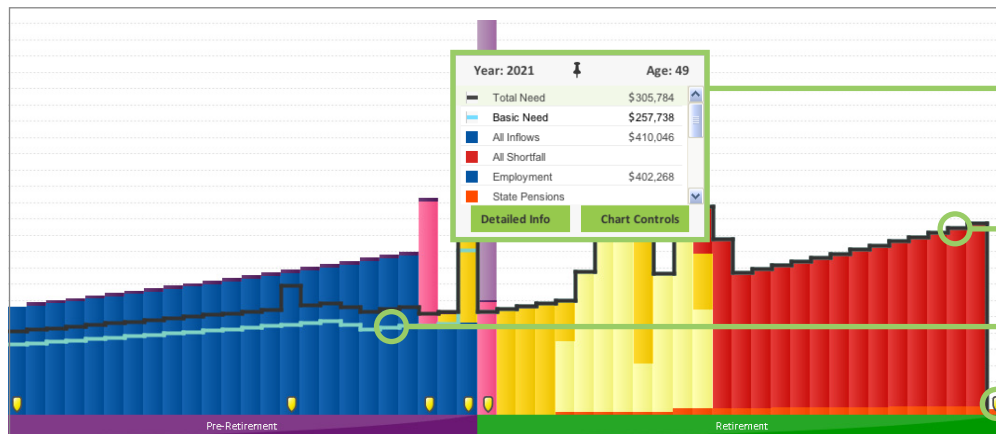 Year: 2021 Age: 49
Total Need $305,784
Basic Need $257,738
All Inflows $410,046
All Shortfall
Employment $402,268
State Pensions
Detailed Info Chart Controls
Pre-Retirement Retirement